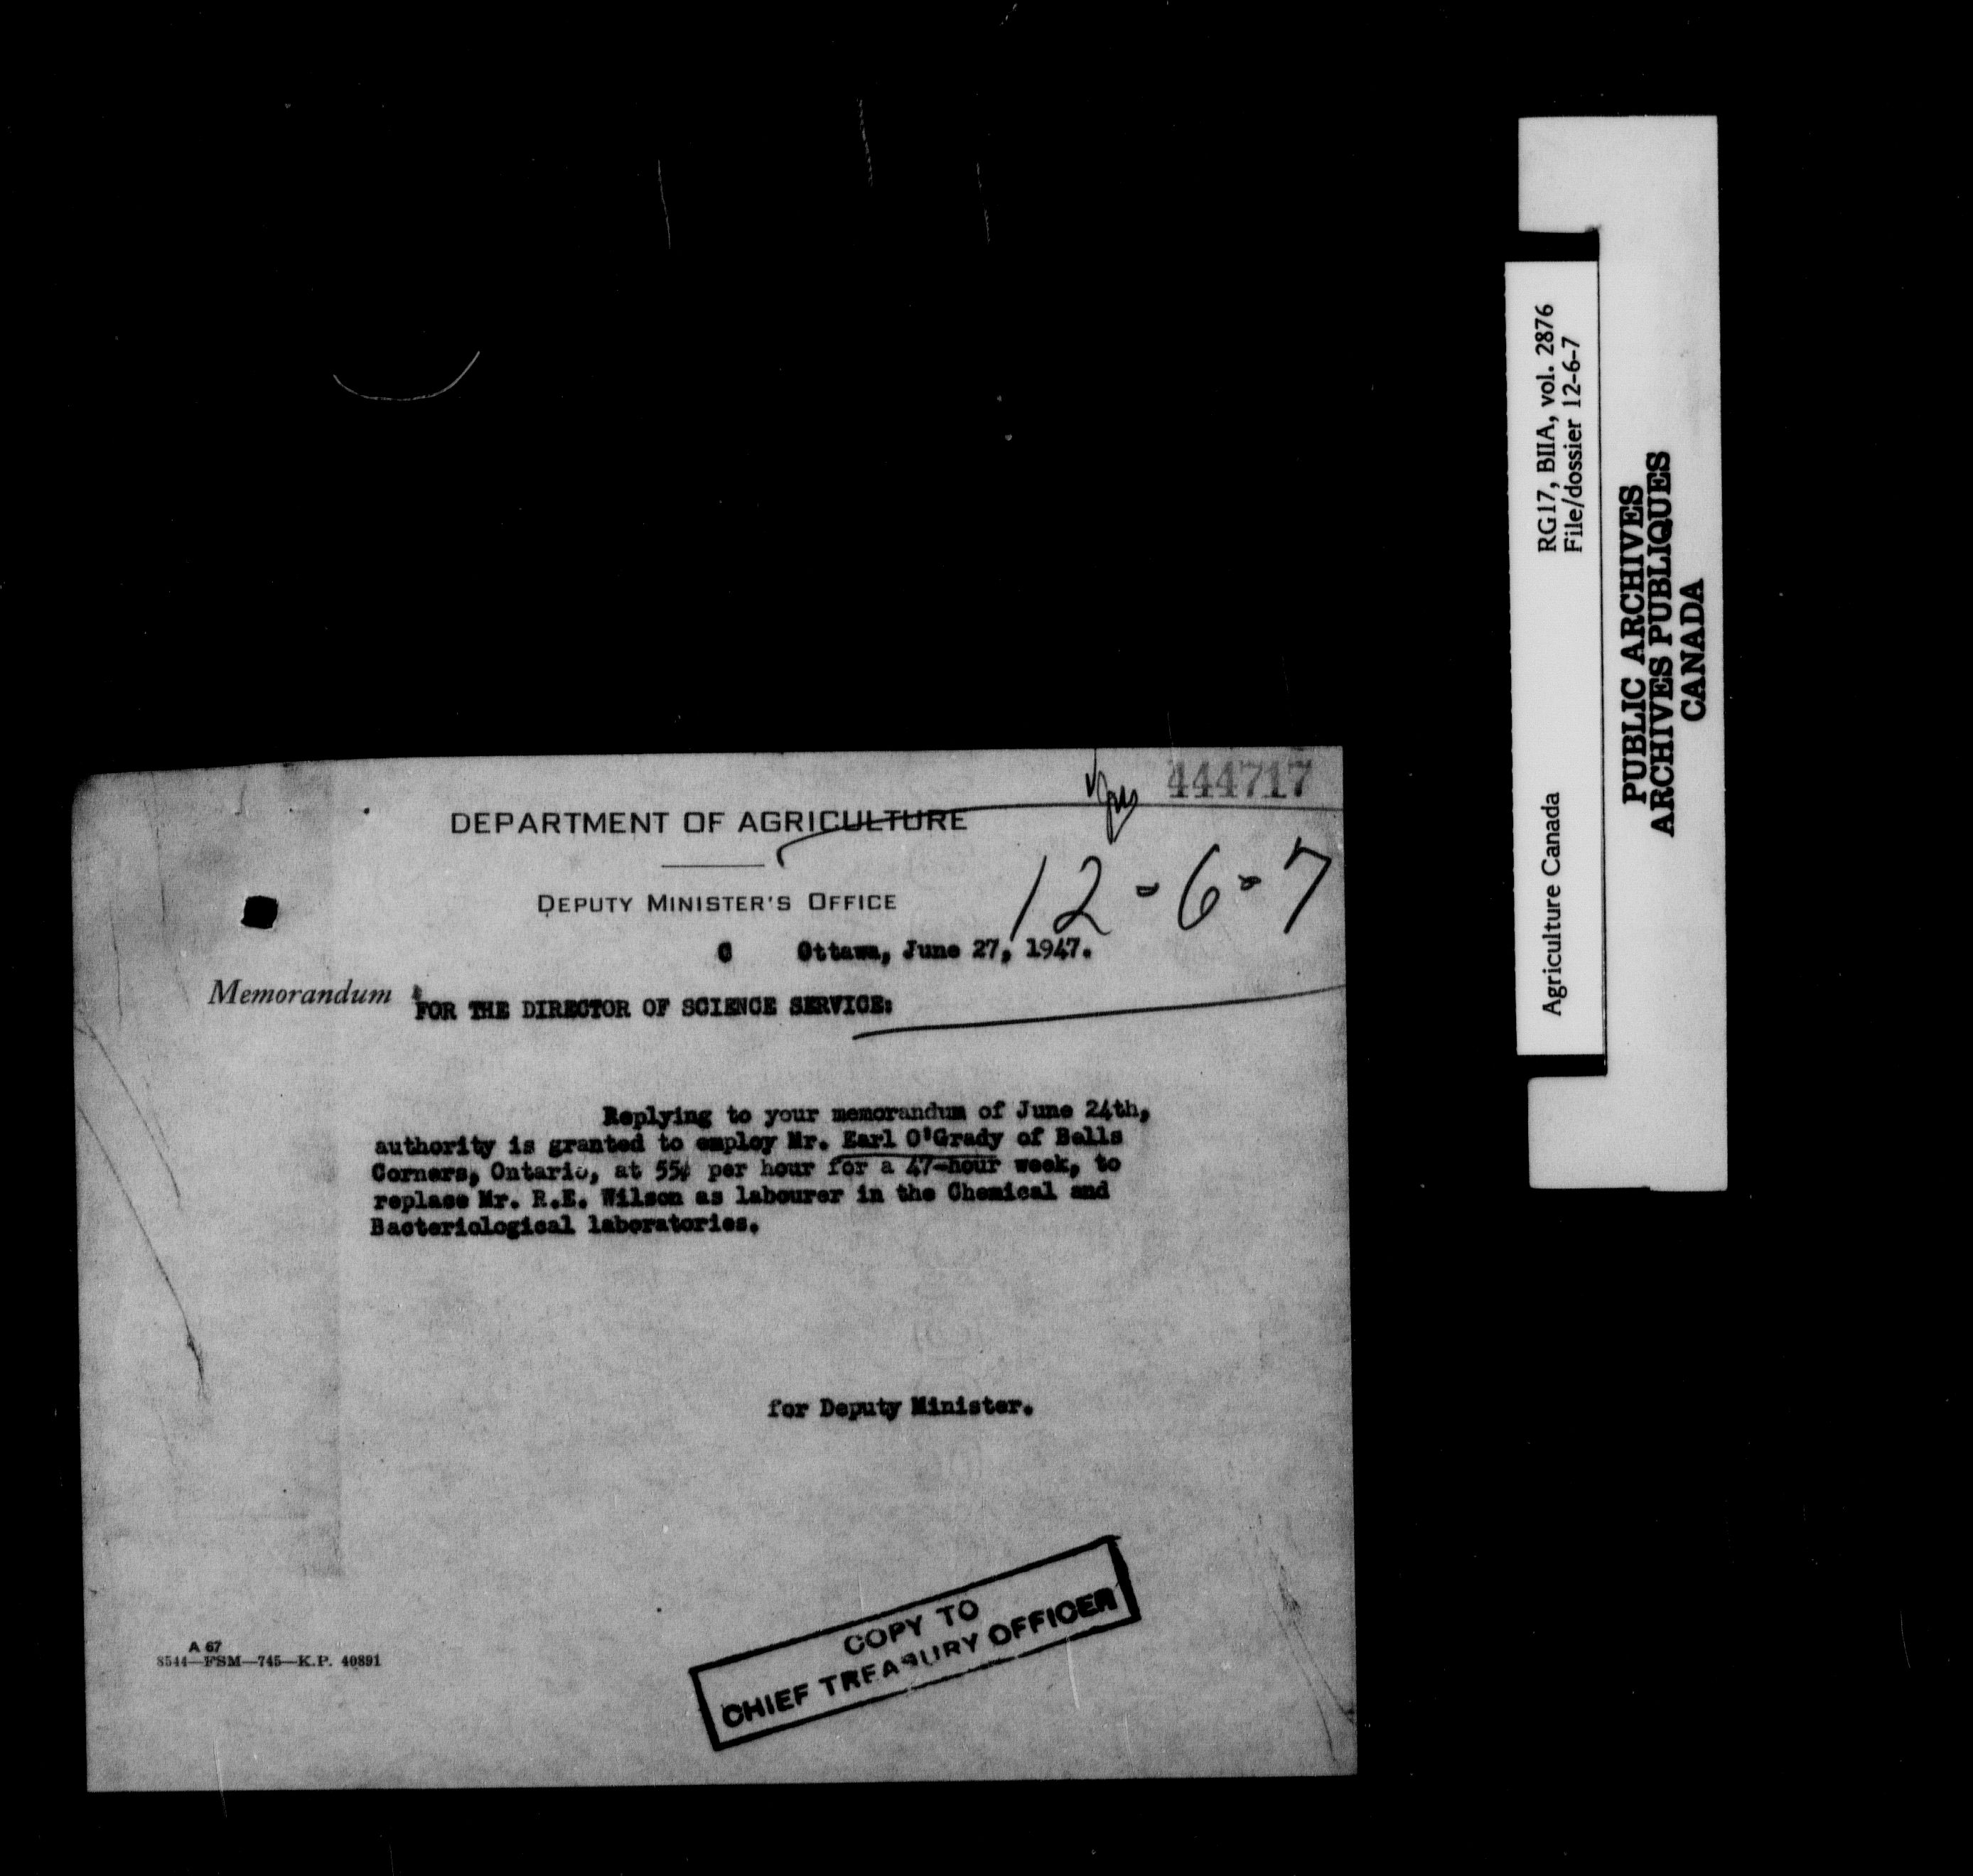 444717
DEPARTMENT OF AGRICULTURE
12-6-7
DEPUTY MINISTER'S OFFICE
C Ottawa, June 27, 1947.
Memorandum FOR THE DIRECTOR OF SCIENCE SERVICE:
Replying to your memorandum of June 24th,
authority is granted to employ Mr. Earl O'Grady of Bells
Corners, Ontario, at 55¢ per hour for a 47-hour week, to
replace Mr. R.E. Wilson as labourer in the Chemical and
Bacteriological laboratories.
for Deputy Minister.
COPY TO
CHIEF TREASURY OFFICER
A 67
8544—FSM—745—K.P. 40891
Agriculture Canada RG17, BIIA, vol. 2876
File/dossier 12-6-7
PUBLIC ARCHIVES
ARCHIVES PUBLIQUES
CANADA